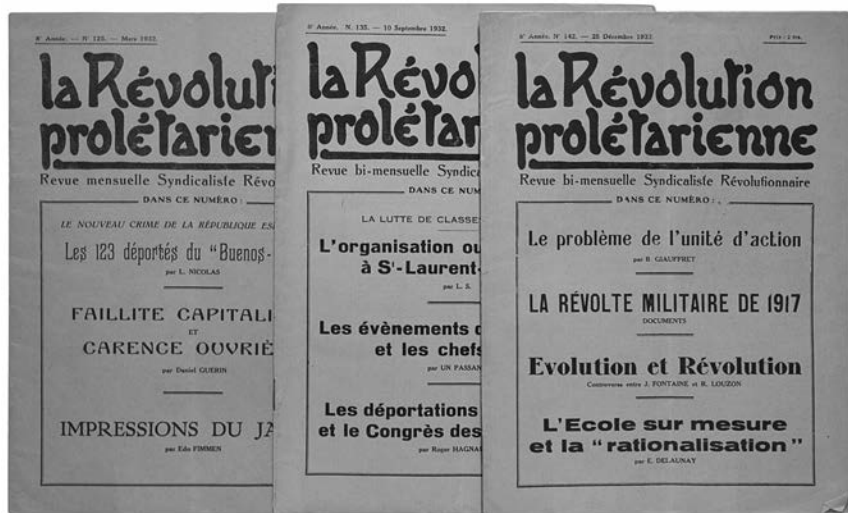 8e Année. — N° 125. — Mars 1932.
la Révoluti
prolétarien
Revue mensuelle Syndicaliste Révo
DANS CE NUMÉRO :
LE NOUVEAU CRIME DE LA RÉPUBLIQUE ES
Les 123 déportés du "Buenos-
par L. NICOLAS
FAILLITE CAPITALI
ET
CARENCE OUVRIÈ
par Daniel GUERIN
IMPRESSIONS DU JA
par Edo FIMMEN
8e Année. N. 135. — 10 Septembre 1932.
la Révo
prolétar
Revue bi-mensuelle Syndica
DANS CE NUM
LA LUTTE DE CLASSE
L'organisation ou
à St-Laurent-
par L. S.
Les évènements d
et les chefs
par UN PASSAN
Les déportations
et le Congrès des
par Roger HAGNA
8e Année. N° 142. — 25 Décembre 1932.
Prix : 2 frs.
la Révolution
prolétarienne
Revue bi-mensuelle Syndicaliste Révolutionnaire
DANS CE NUMÉRO :
Le problème de l'unité d'action
par B. GIAUFFRET
LA RÉVOLTE MILITAIRE DE 1917
DOCUMENTS
Evolution et Révolution
Controverse entre J. FONTAINE et R. LOUZON
L'Ecole sur mesure
et la "rationalisation"
par E. DELAUNAY